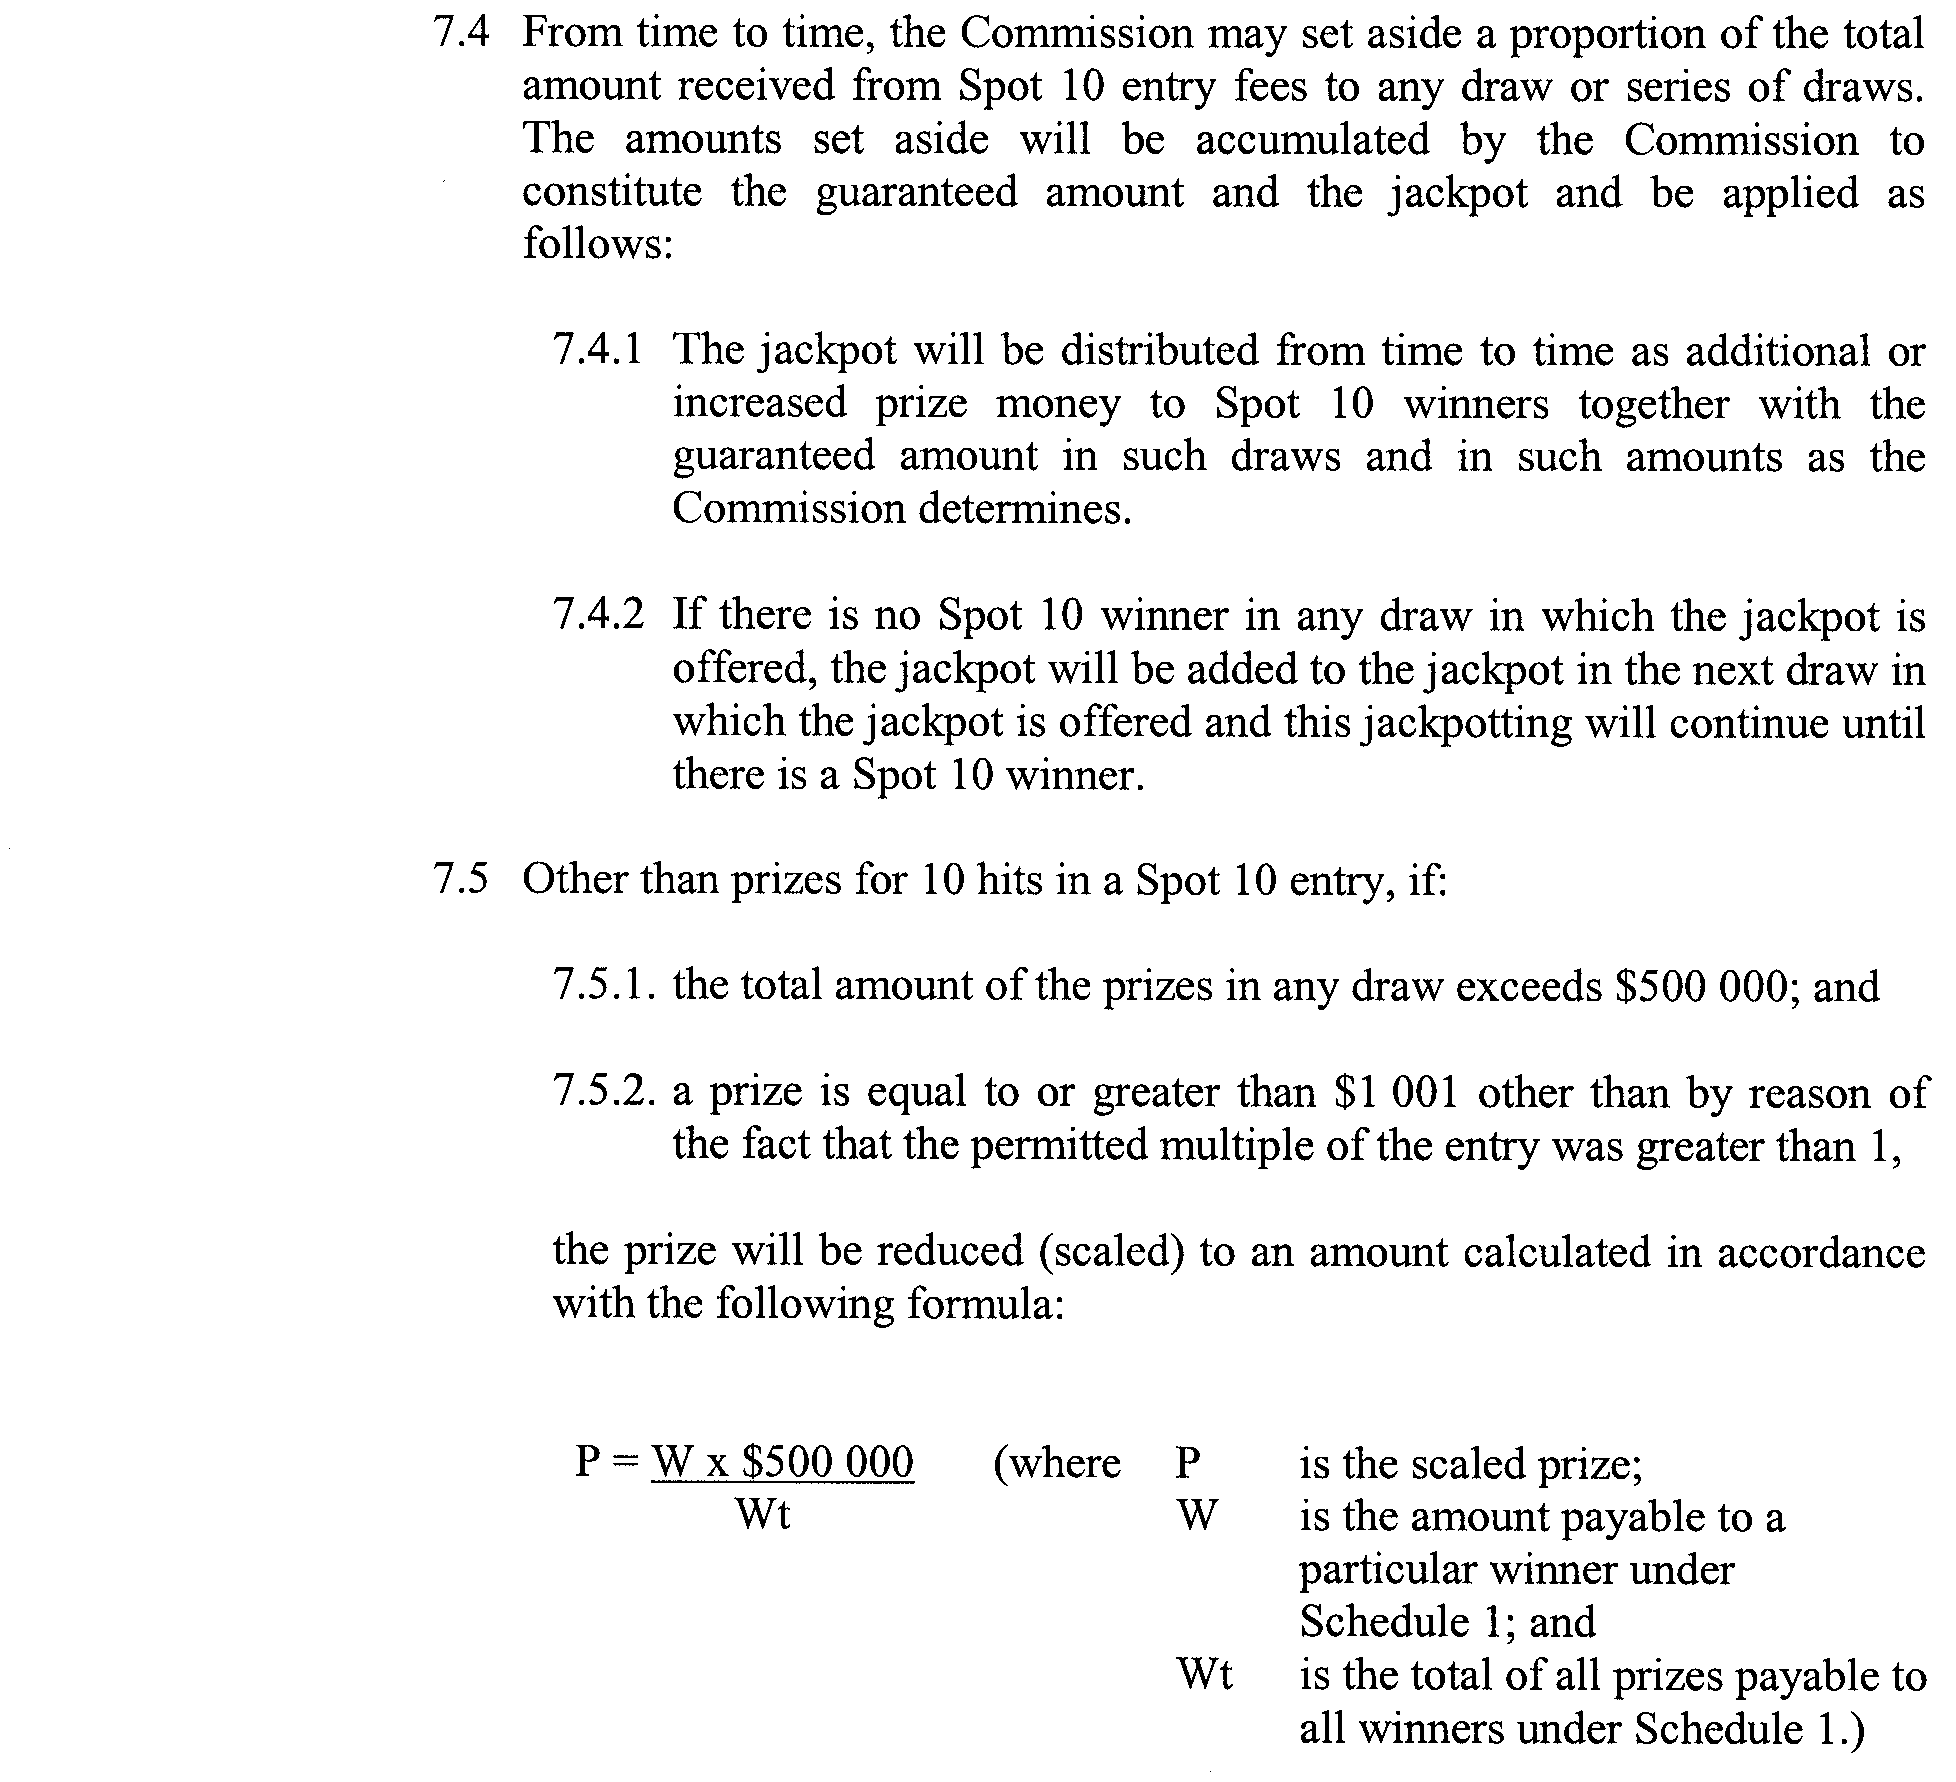 7.4 From time to time, the Commission may set aside a proportion of the total
amount received from Spot 10 entry fees to any draw or series of draws.
The amounts set aside will be accumulated by the Commission to
constitute the guaranteed amount and the jackpot and be applied as
follows:
7.4.1 The jackpot will be distributed from time to time as additional or
increased prize money to Spot 10 winners together with the
guaranteed amount in such draws and in such amounts as the
Commission determines.
7.4.2 If there is no Spot 10 winner in any draw in which the jackpot is
offered, the jackpot will be added to the jackpot in the next draw in
which the jackpot is offered and this jackpotting will continue until
there is a Spot 10 winner.
7.5 Other than prizes for 10 hits in a Spot 10 entry, if:
7.5.1. the total amount of the prizes in any draw exceeds $500 000; and
7.5.2. a prize is equal to or greater than $1 001 other than by reason of
the fact that the permitted multiple of the entry was greater than 1,
the prize will be reduced (scaled) to an amount calculated in accordance
with the following formula:
P = W x $500 000 (where P is the scaled prize;
Wt W is the amount payable to a
particular winner under
Schedule 1; and
Wt is the total of all prizes payable to
all winners under Schedule 1.)